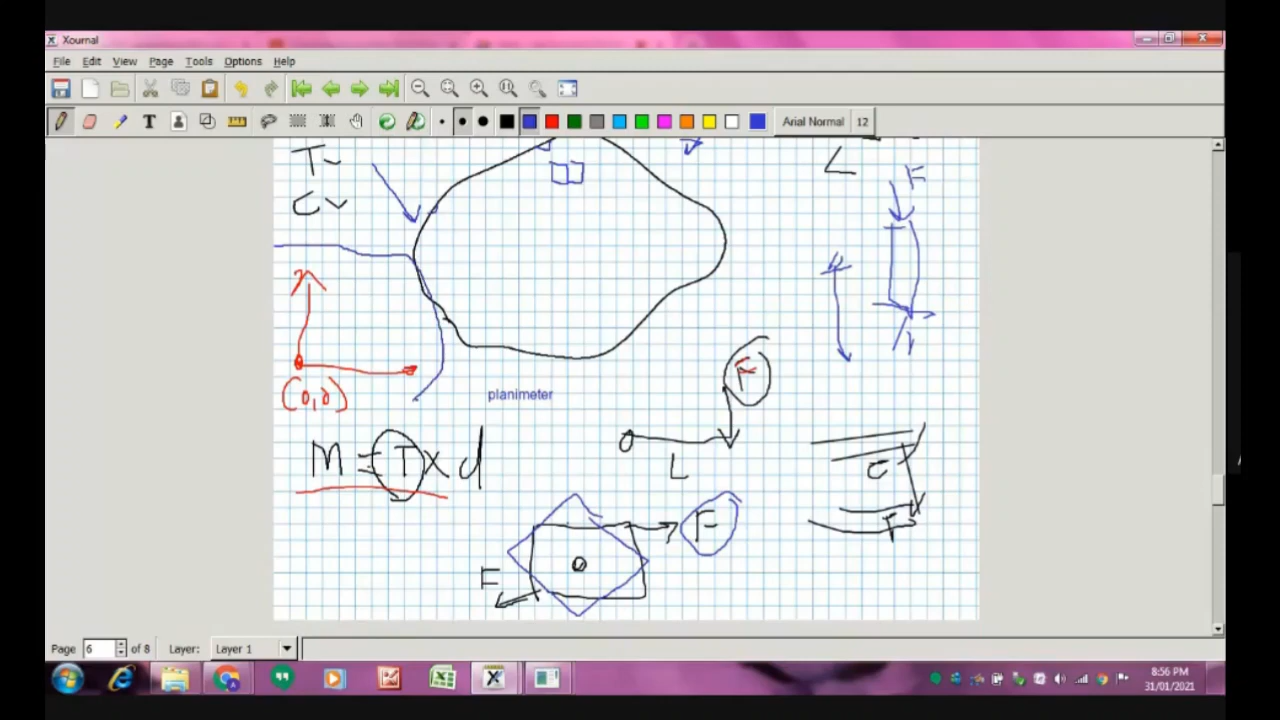 Xournal
File Edit View Page Tools Options Help
Arial Normal 12
T
C
L
F
(0,0)
planimeter
F
L
M = T x d
C
T
F
F
Page 6 of 8 Layer: Layer 1
8:56 PM
31/01/2021